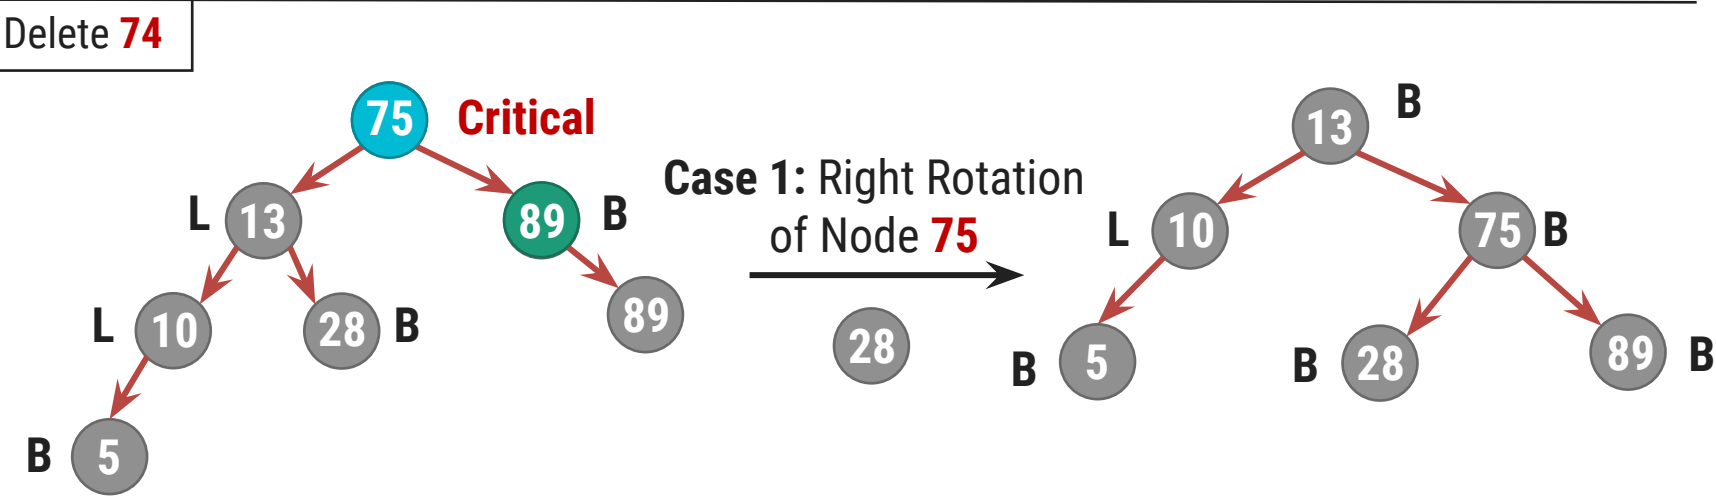 Delete 74
75 Critical
L 13
89 B
L 10
28 B
89
B 5
Case 1: Right Rotation
of Node 75
28
13 B
L 10
75 B
B 5
B 28
89 B